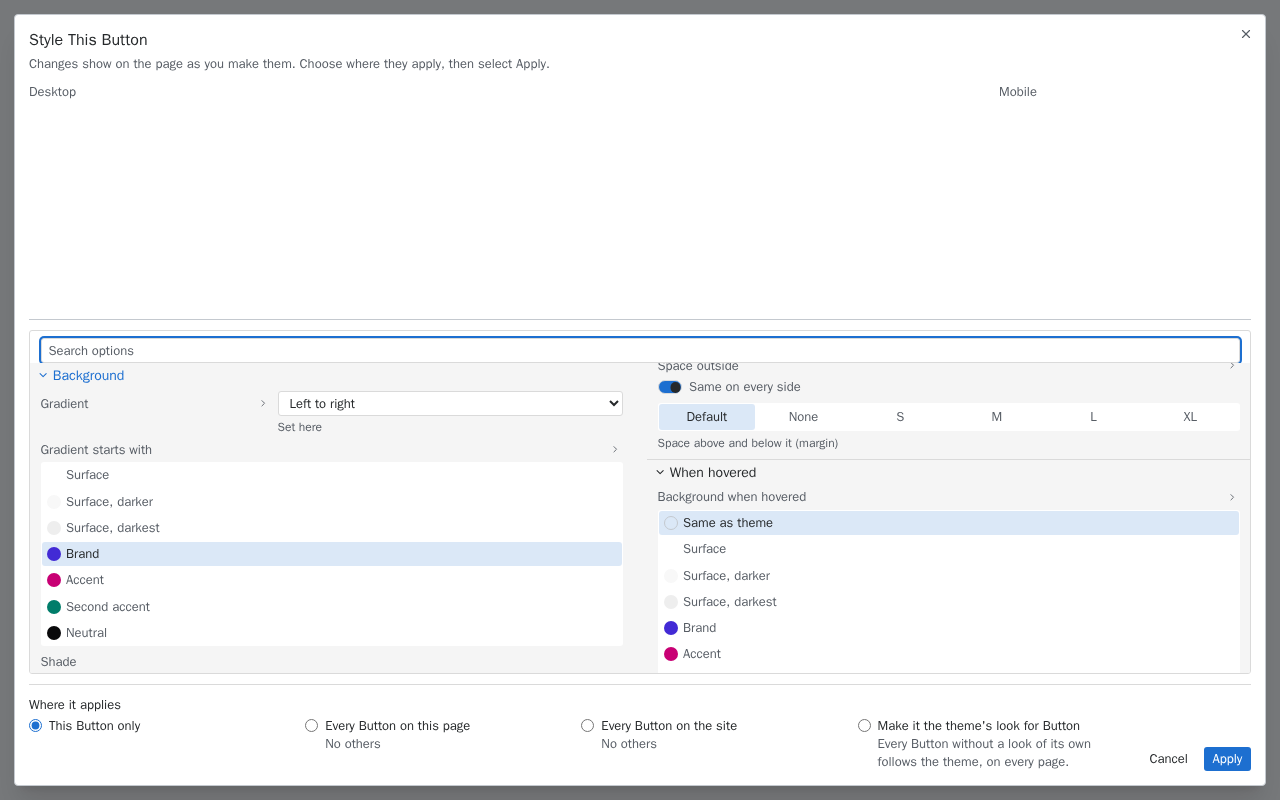 Style This Button
Changes show on the page as you make them. Choose where they apply, then select Apply.
Desktop
Mobile
Search options
Background
Gradient
Left to right
Set here
Gradient starts with
Surface
Surface, darker
Surface, darkest
Brand
Accent
Second accent
Neutral
Shade
Space outside
Same on every side
Default None S M L XL
Space above and below it (margin)
When hovered
Background when hovered
Same as theme
Surface
Surface, darker
Surface, darkest
Brand
Accent
Where it applies
This Button only
Every Button on this page
No others
Every Button on the site
No others
Make it the theme's look for Button
Every Button without a look of its own
follows the theme, on every page.
Cancel
Apply